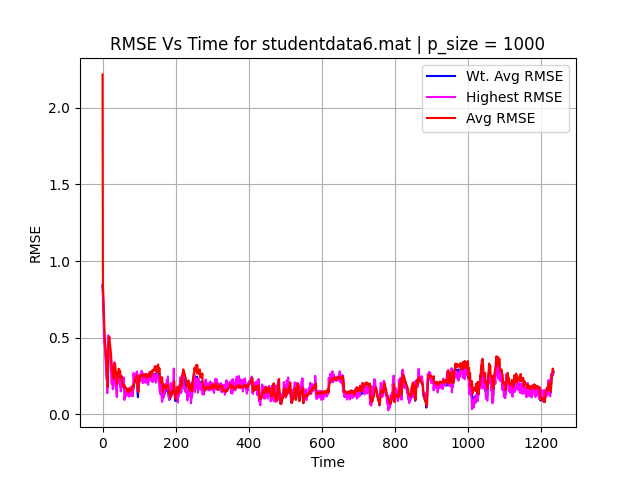 RMSE Vs Time for studentdata6.mat | p_size = 1000
Wt. Avg RMSE
Highest RMSE
Avg RMSE
2.0
1.5
1.0
0.5
0.0
RMSE
0 200 400 600 800 1000 1200
Time